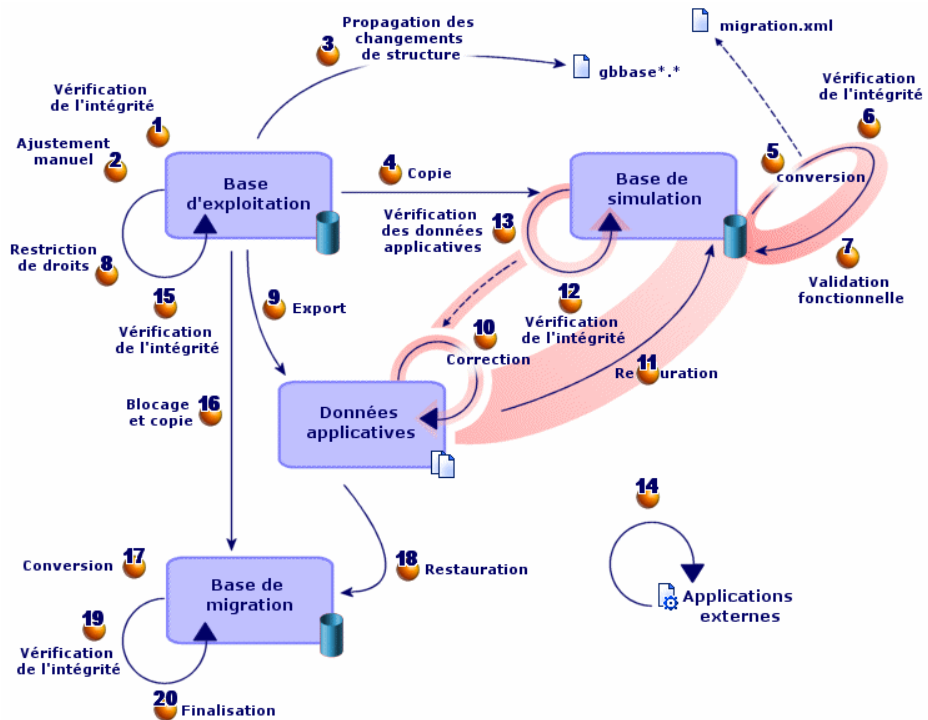 Propagation des
changements
de structure
3
migration.xml
gbbase*.*
Vérification
de l'intégrité
1
Ajustement
manuel
2
Vérification
de l'intégrité
6
Base
d'exploitation
4
Copie
Base de
simulation
5
conversion
Vérification
des données
applicatives
13
Restriction
de droits
8
7
Validation
fonctionnelle
15
Vérification
de l'intégrité
9
Export
12
Vérification
de l'intégrité
10
Correction
11
Re uration
Blocage
et copie
16
Données
applicatives
14
Applications
externes
Conversion
17
Base de
migration
18
Restauration
19
Vérification
de l'intégrité
20
Finalisation